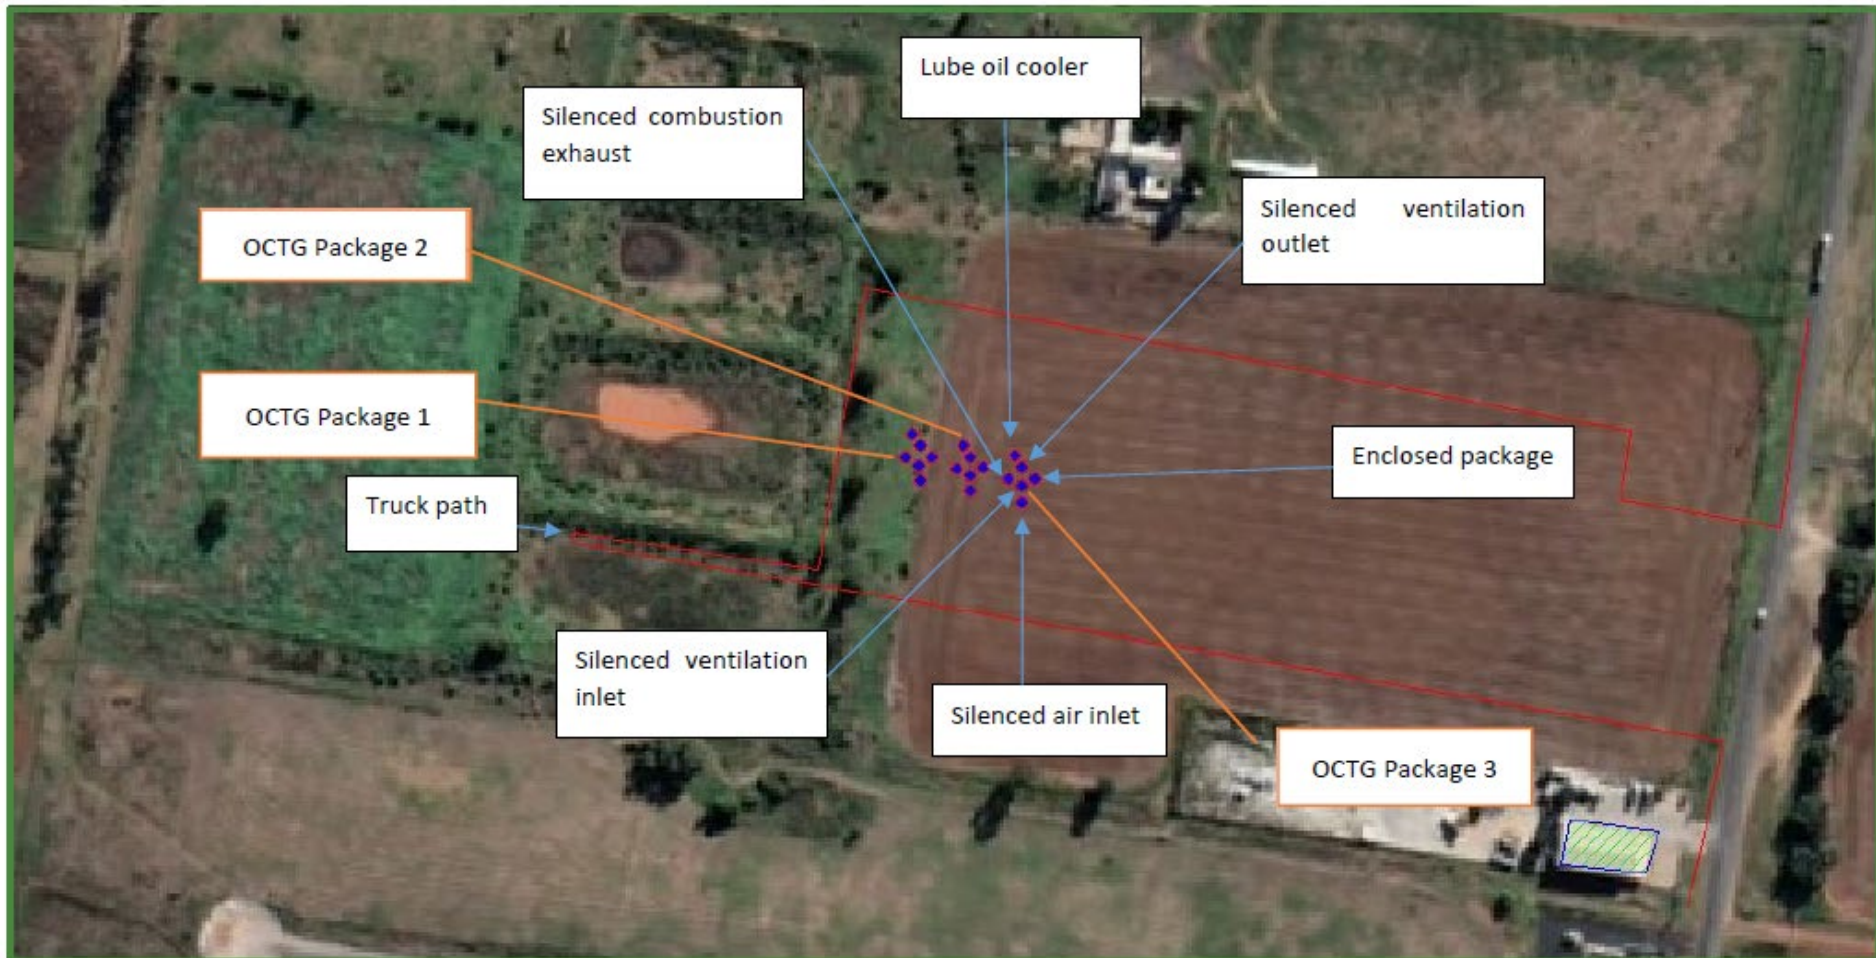 Lube oil cooler
Silenced combustion
exhaust
Silenced ventilation
outlet
OCTG Package 2
OCTG Package 1
Enclosed package
Truck path
Silenced ventilation
inlet
Silenced air inlet
OCTG Package 3